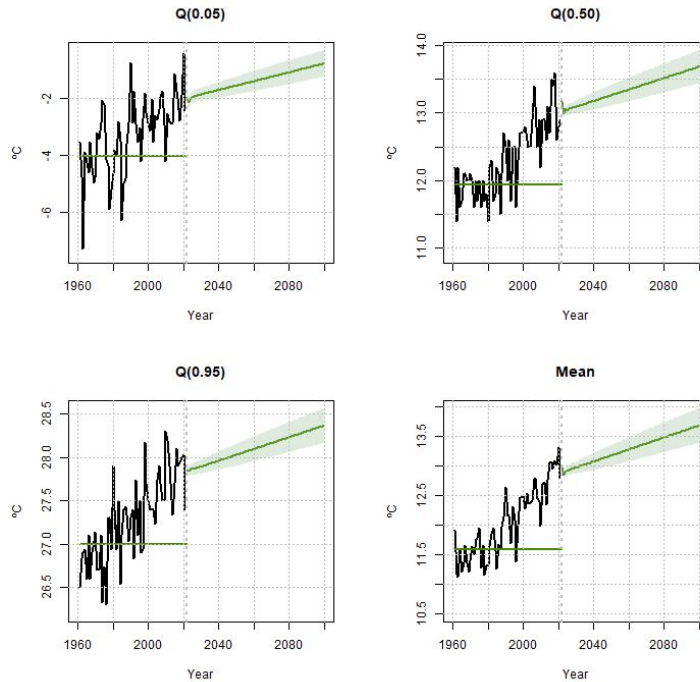 Q(0.05)
ºC
-2
-4
-6
1960
2000
2040
2080
Year
Q(0.50)
ºC
14.0
13.0
12.0
11.0
1960
2000
2040
2080
Year
Q(0.95)
ºC
28.5
28.0
27.5
27.0
26.5
1960
2000
2040
2080
Year
Mean
ºC
13.5
12.5
11.5
10.5
1960
2000
2040
2080
Year